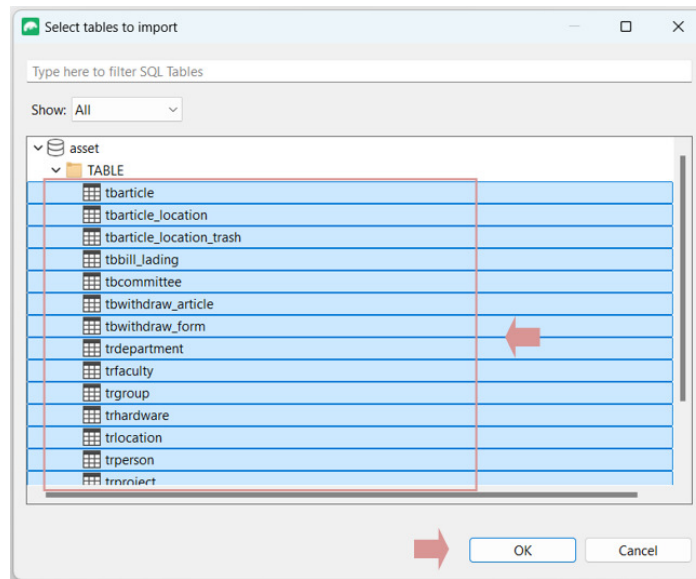 Select tables to import
Type here to filter SQL Tables
Show: All
asset
TABLE
tbarticle
tbarticle_location
tbarticle_location_trash
tbbill_lading
tbcommittee
tbwithdraw_article
tbwithdraw_form
trdepartment
trfaculty
trgroup
trhardware
trlocation
trperson
trproject
OK Cancel